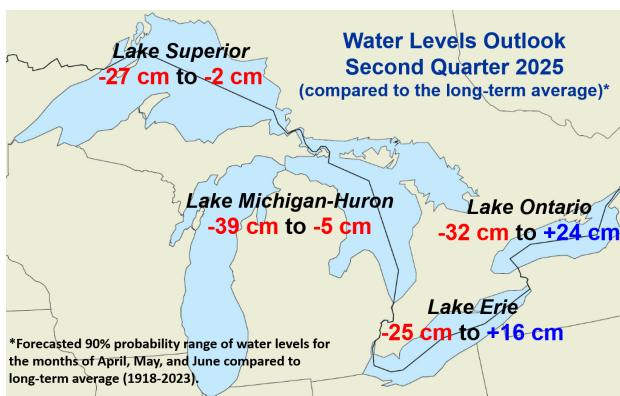 Water Levels Outlook
Second Quarter 2025
(compared to the long-term average)*
Lake Superior
-27 cm to -2 cm
Lake Michigan-Huron
-39 cm to -5 cm
Lake Ontario
-32 cm to +24 cm
Lake Erie
-25 cm to +16 cm
*Forecasted 90% probability range of water levels for
the months of April, May, and June compared to
long-term average (1918-2023).